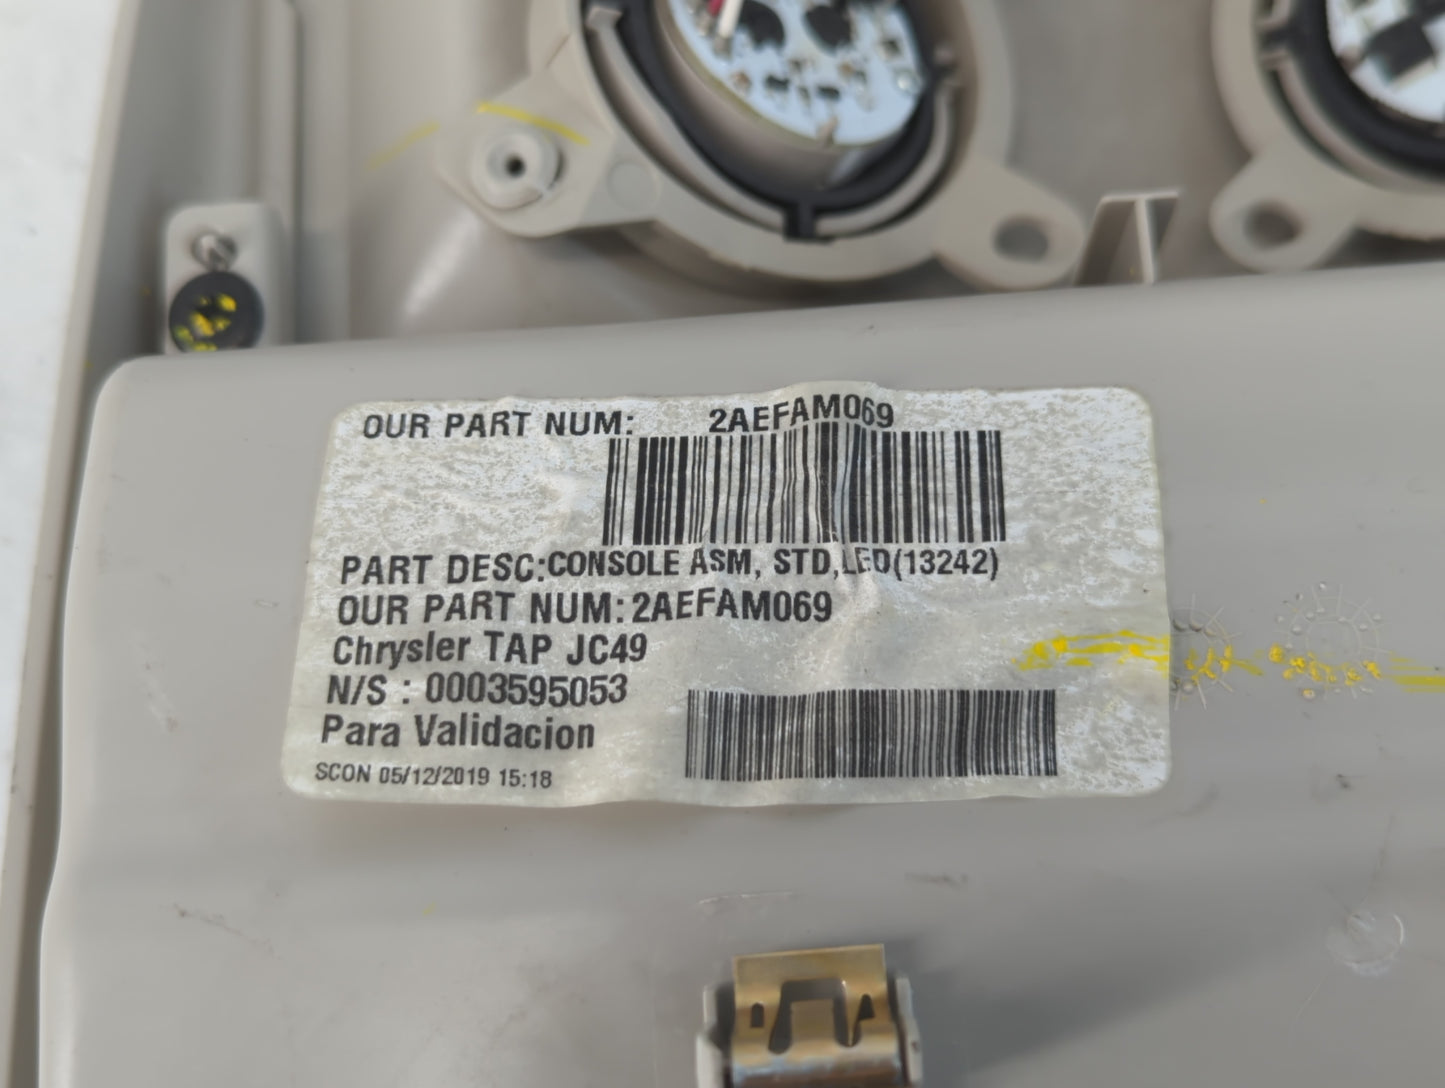 OUR PART NUM: 2AEFAM069
PART DESC:CONSOLE ASM, STD,LED(13242)
OUR PART NUM:2AEFAM069
Chrysler TAP JC49
N/S : 0003595053
Para Validacion
SCON 05/12/2019 15:18